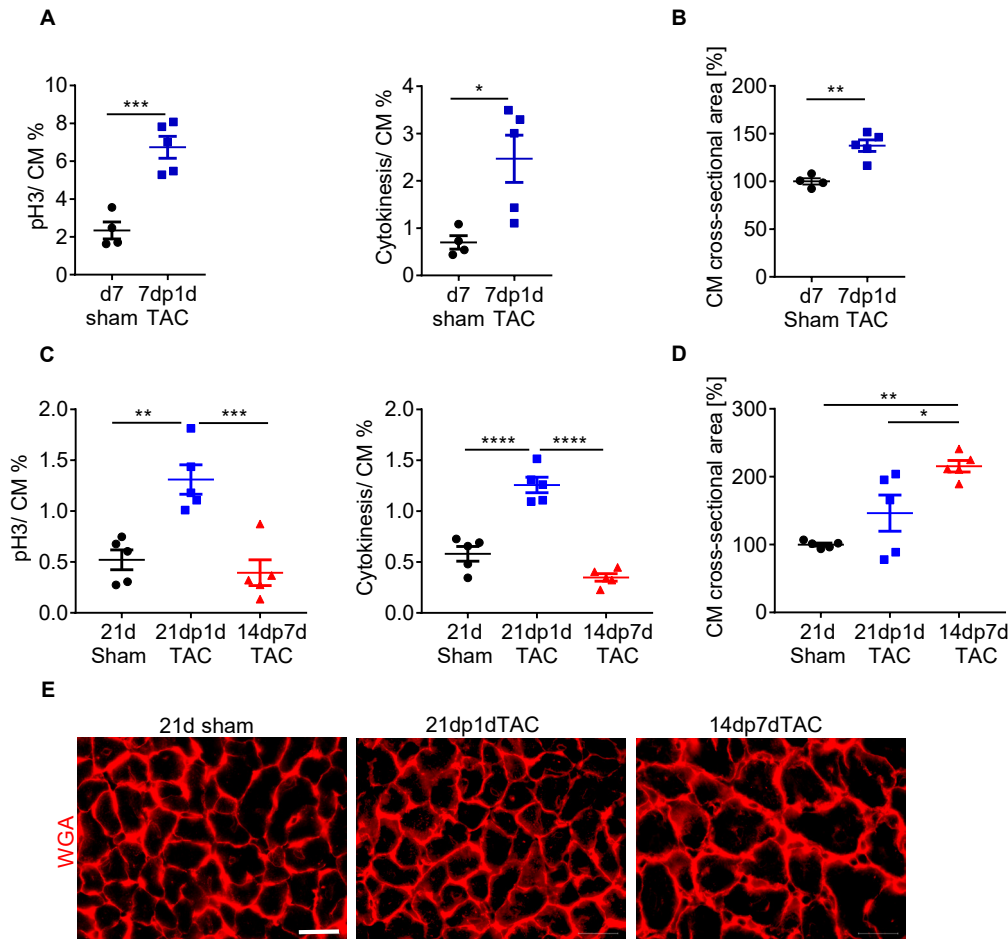 A
B
pH3/ CM %
10
8
6
4
2
0
***
d7
sham
7dp1d
TAC
Cytokinesis/ CM %
4
3
2
1
0
*
d7
sham
7dp1d
TAC
CM cross-sectional area [%]
200
150
100
50
0
**
d7
Sham
7dp1d
TAC
C
D
pH3/ CM %
2.0
1.5
1.0
0.5
0.0
**
***
21d
Sham
21dp1d
TAC
14dp7d
TAC
Cytokinesis/ CM %
2.0
1.5
1.0
0.5
0.0
****
****
21d
Sham
21dp1d
TAC
14dp7d
TAC
CM cross-sectional area [%]
300
200
100
0
**
*
21d
Sham
21dp1d
TAC
14dp7d
TAC
E
21d sham
21dp1dTAC
14dp7dTAC
WGA